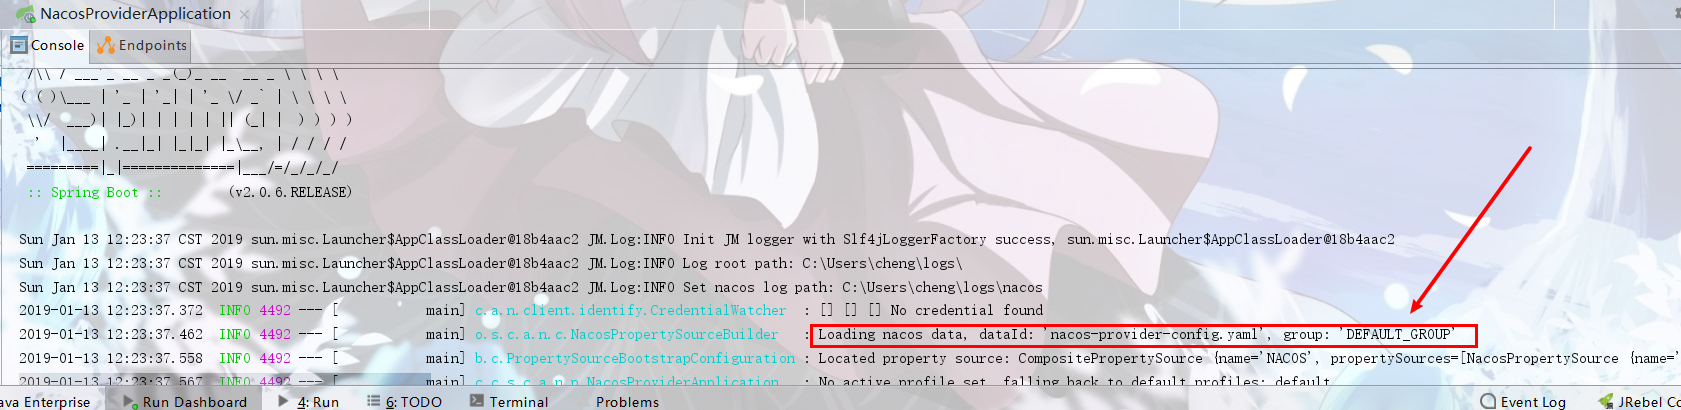 NacosProviderApplication
Console Endpoints
/\\ / ___'_ __ _ _(_)_ __  __ _ \ \ \ \
( ( )\___ | '_ | '_| | '_ \/ _` | \ \ \ \
\\/  ___)| |_)| | | | | || (_| |  ) ) ) )
'  |____| .__|_| |_|_| |_\__, | / / / /
=========|_|==============|___/=/_/_/_/
:: Spring Boot ::        (v2.0.6.RELEASE)
Sun Jan 13 12:23:37 CST 2019 sun.misc.Launcher$AppClassLoader@18b4aac2 JM.Log:INFO Init JM logger with Slf4jLoggerFactory success, sun.misc.Launcher$AppClassLoader@18b4aac2
Sun Jan 13 12:23:37 CST 2019 sun.misc.Launcher$AppClassLoader@18b4aac2 JM.Log:INFO Log root path: C:\Users\cheng\logs\
Sun Jan 13 12:23:37 CST 2019 sun.misc.Launcher$AppClassLoader@18b4aac2 JM.Log:INFO Set nacos log path: C:\Users\cheng\logs\nacos
2019-01-13 12:23:37.372  INFO 4492 --- [           main] c.a.n.client.identify.CredentialWatcher  : [] [] [] No credential found
2019-01-13 12:23:37.462  INFO 4492 --- [           main] o.s.c.a.n.c.NacosPropertySourceBuilder   : Loading nacos data, dataId: 'nacos-provider-config.yaml', group: 'DEFAULT_GROUP'
2019-01-13 12:23:37.558  INFO 4492 --- [           main] b.c.PropertySourceBootstrapConfiguration : Located property source: CompositePropertySource {name='NACOS', propertySources=[NacosPropertySource {name='
2019-01-13 12:23:37.567  INFO 4492 --- [           main] c.c.s.c.a.n.p.NacosProviderApplication   : No active profile set, falling back to default profiles: default
ava Enterprise Run Dashboard 4: Run 6: TODO Terminal Problems Event Log JRebel Co